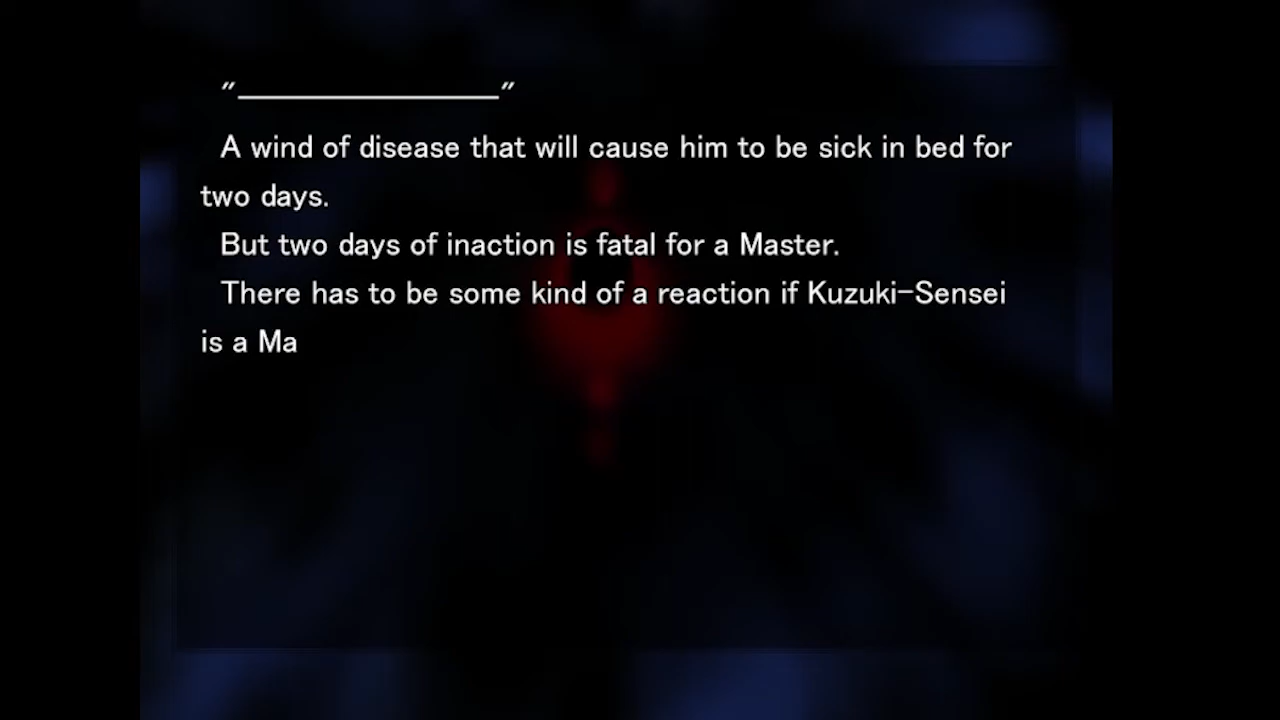 "―――――――――――――"
A wind of disease that will cause him to be sick in bed for
two days.
But two days of inaction is fatal for a Master.
There has to be some kind of a reaction if Kuzuki-Sensei
is a Ma